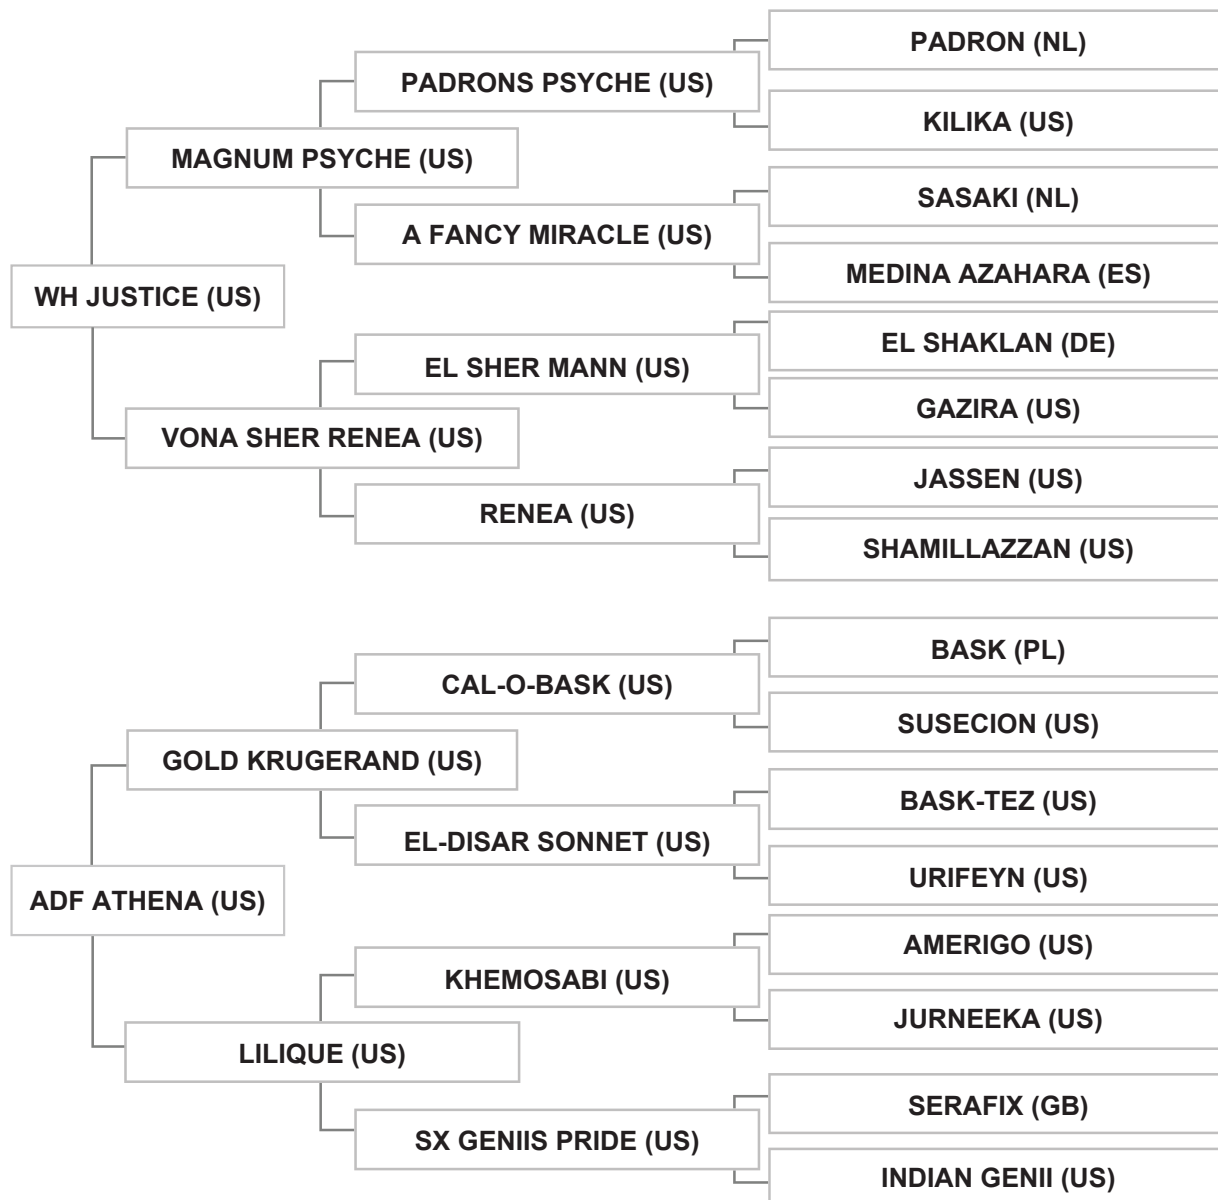 PADRON (NL)
PADRONS PSYCHE (US)
KILIKA (US)
MAGNUM PSYCHE (US)
SASAKI (NL)
A FANCY MIRACLE (US)
MEDINA AZAHARA (ES)
WH JUSTICE (US)
EL SHAKLAN (DE)
EL SHER MANN (US)
GAZIRA (US)
VONA SHER RENEA (US)
JASSEN (US)
RENEA (US)
SHAMILLAZZAN (US)
BASK (PL)
CAL-O-BASK (US)
SUSECION (US)
GOLD KRUGERAND (US)
BASK-TEZ (US)
EL-DISAR SONNET (US)
URIFEYN (US)
ADF ATHENA (US)
AMERIGO (US)
KHEMOSABI (US)
JURNEEKA (US)
LILIQUE (US)
SERAFIX (GB)
SX GENIIS PRIDE (US)
INDIAN GENII (US)